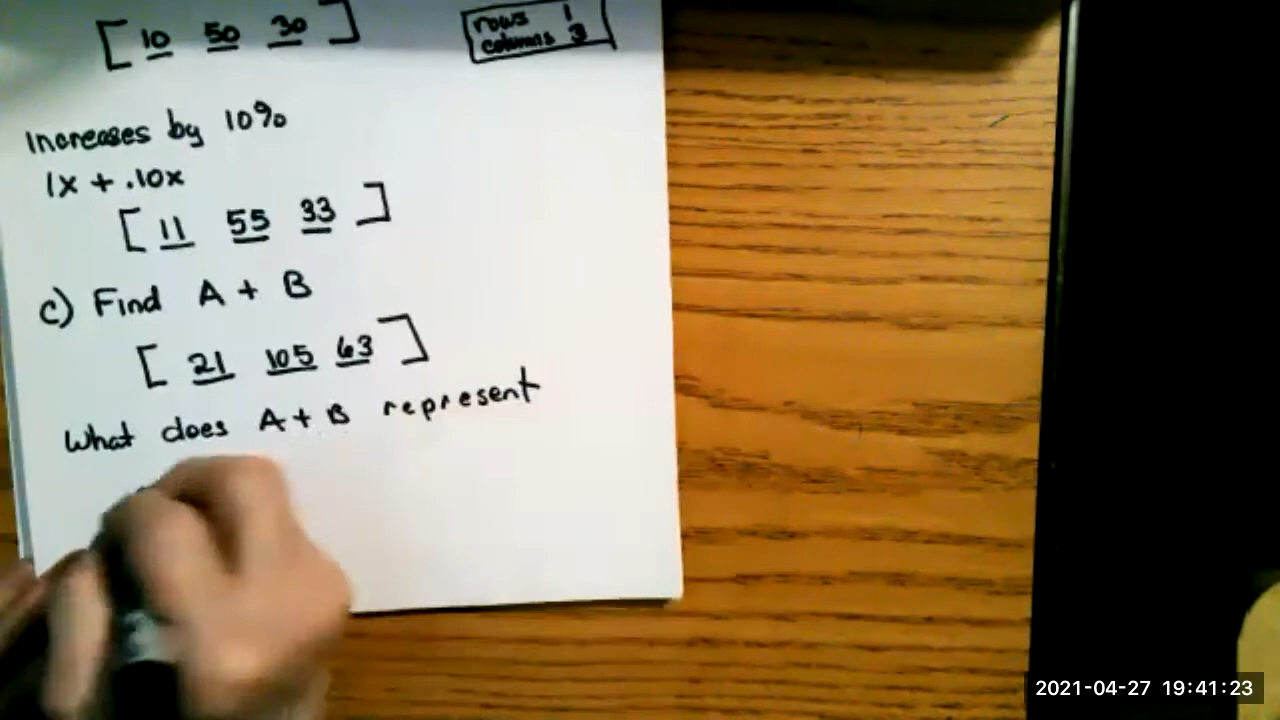 [ 10 50 30 ]
rows 1
columns 3
Increases by 10%
1x + .10x
[ 11 55 33 ]
c) Find A + B
[ 21 105 63 ]
What does A + B represent
2021-04-27 19:41:23